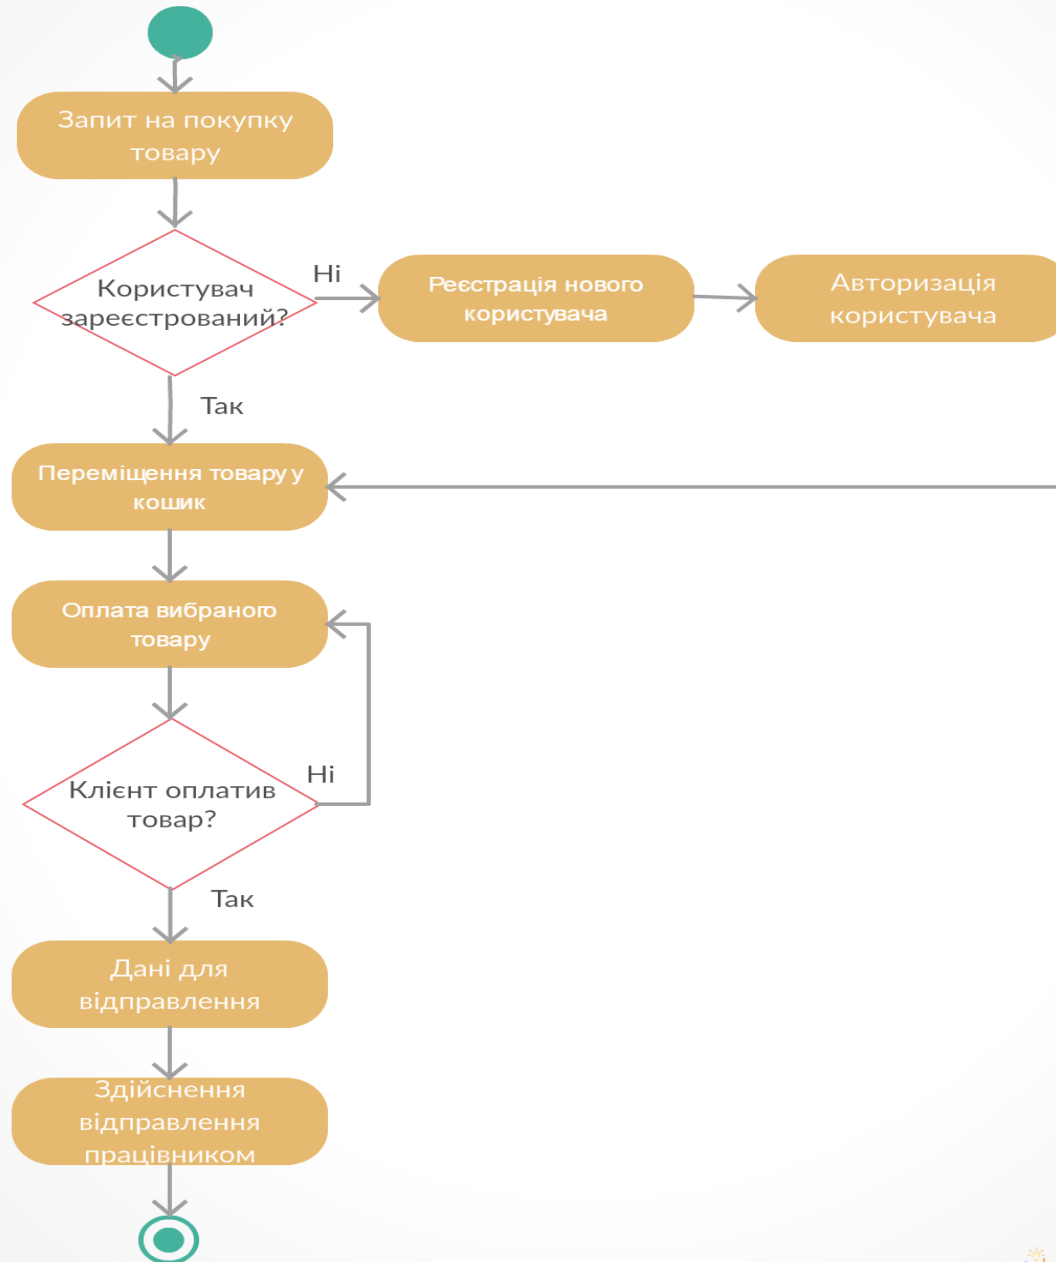 Запит на покупку
товару
Користувач
зареєстрований?
Ні
Реєстрація нового
користувача
Авторизація
користувача
Так
Переміщення товару у
кошик
Оплата вибраного
товару
Клієнт оплатив
товар?
Ні
Так
Дані для
відправлення
Здійснення
відправлення
працівником